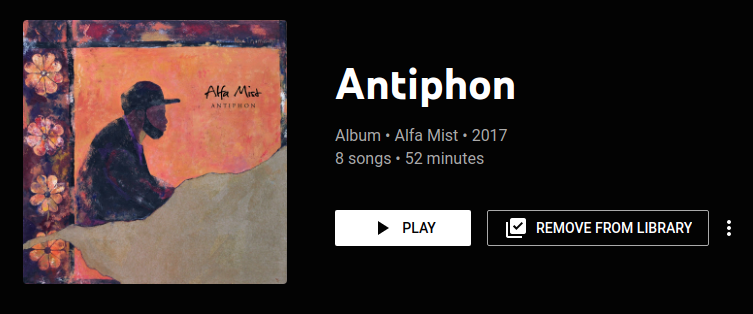 Alfa Mist
ANTIPHON
Antiphon
Album • Alfa Mist • 2017
8 songs • 52 minutes
PLAY
REMOVE FROM LIBRARY